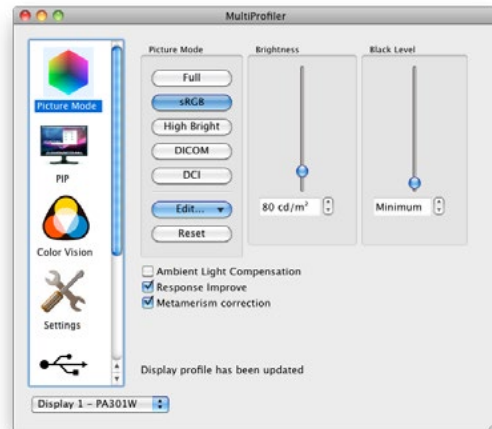 MultiProfiler
Picture Mode
PIP
Color Vision
Settings
Picture Mode
Full
sRGB
High Bright
DICOM
DCI
Edit...
Reset
Brightness
80 cd/m²
Black Level
Minimum
Ambient Light Compensation
Response Improve
Metamerism correction
Display profile has been updated
Display 1 – PA301W